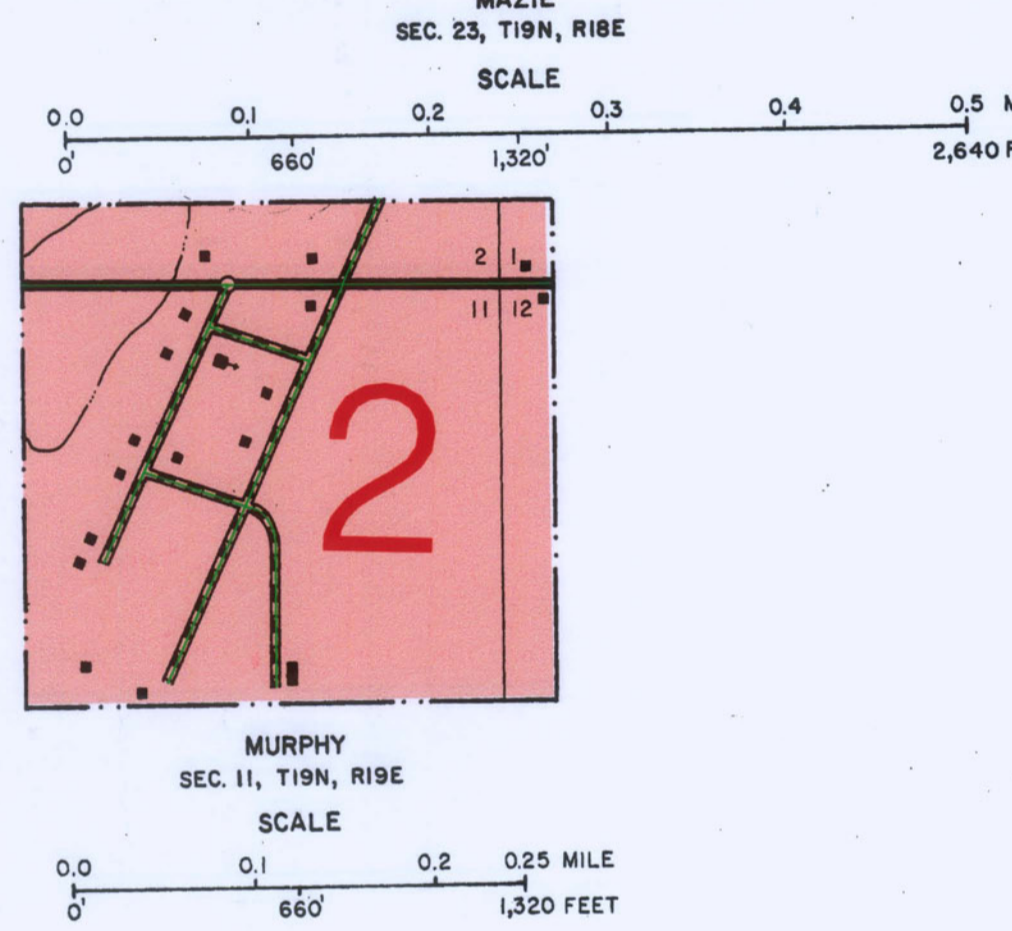 SEC. 23, T19N, R18E
SCALE
0.0 0.1 0.2 0.3 0.4 0.5
0' 660' 1,320' 2,640
2 1
11 12
2
MURPHY
SEC. 11, T19N, R19E
SCALE
0.0 0.1 0.2 0.25 MILE
0' 660' 1,320 FEET